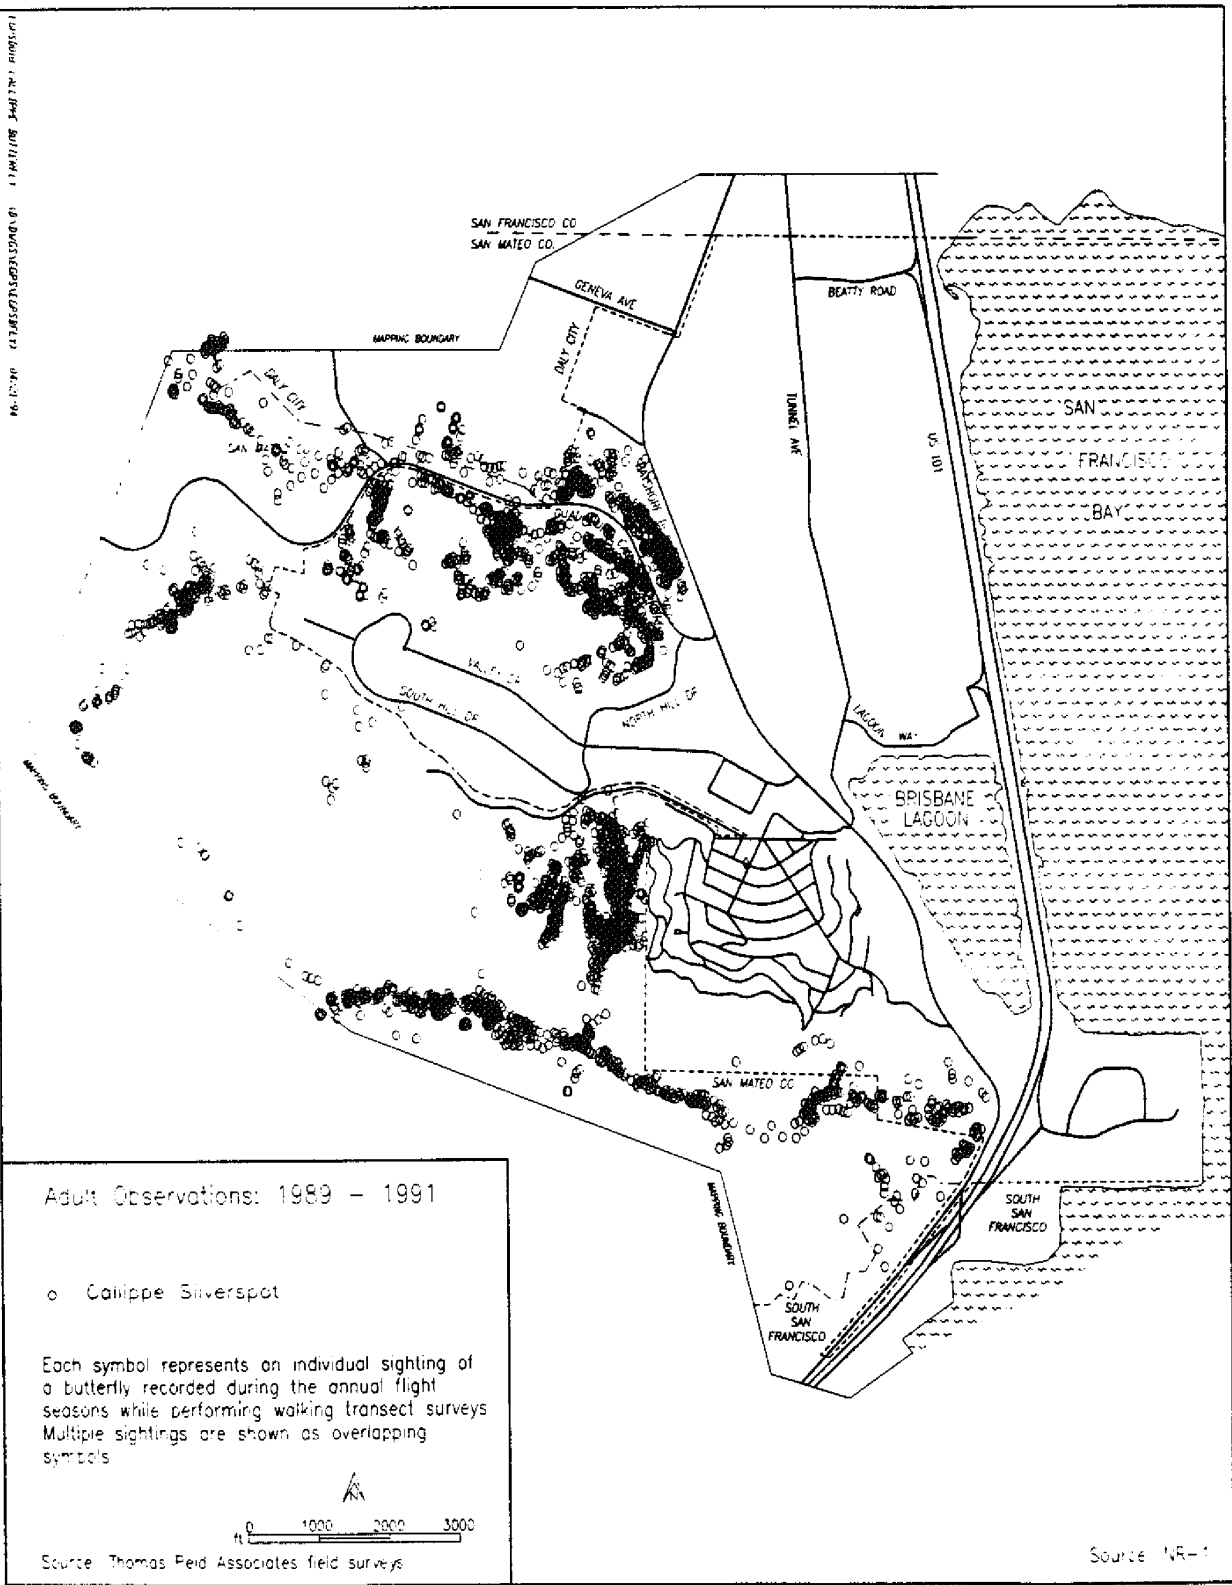 SAN FRANCISCO CO
SAN MATEO CO.
GENEVA AVE
BEATTY ROAD
MAPPING BOUNDARY
DALY CITY
DALY CITY
TUNNEL AVE
US 101
SAN
FRANCISCO
BAY
SAN
VALLEY DR
SOUTH HILL DR
NORTH HILL DR
LAGOON
MAPPING BOUNDARY
BRISBANE
LAGOON
SAN MATEO CO
MAPPING BOUNDARY
SOUTH
SAN
FRANCISCO
SOUTH
SAN
FRANCISCO
Adult Observations: 1989 - 1991
Callippe Silverspot
Each symbol represents an individual sighting of
a butterfly recorded during the annual flight
seasons while performing walking transect surveys
Multiple sightings are shown as overlapping
symbols
N
0 1000 2000 3000
ft
Source: Thomas Reid Associates field surveys
Source: NR-1